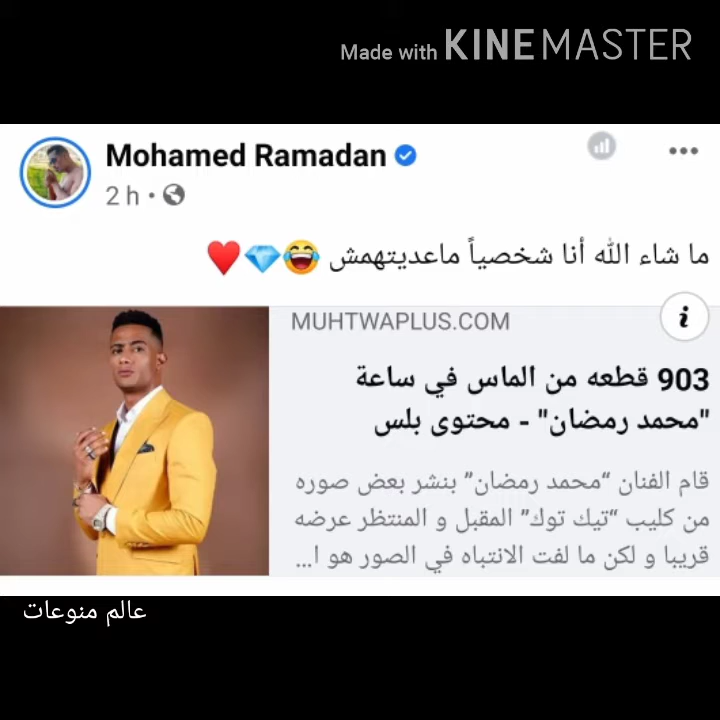 Made with KINEMASTER
Mohamed Ramadan
2 h
ما شاء الله أنا شخصياً ماعديتهمش 😂💎♥️
MUHTWAPLUS.COM
903 قطعه من الماس في ساعة
"محمد رمضان" - محتوى بلس
قام الفنان “محمد رمضان” بنشر بعض صوره
من كليب “تيك توك” المقبل و المنتظر عرضه
قريبا و لكن ما لفت الانتباه في الصور هو ا...
عالم منوعات